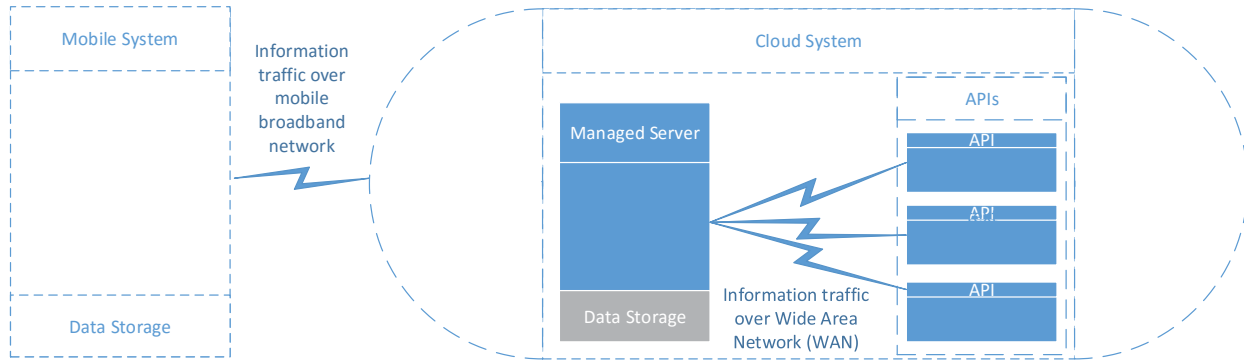 Mobile System
Information
traffic over
mobile
broadband
network
Data Storage
Cloud System
Managed Server
Data Storage
Information traffic
over Wide Area
Network (WAN)
APIs
API
API
API